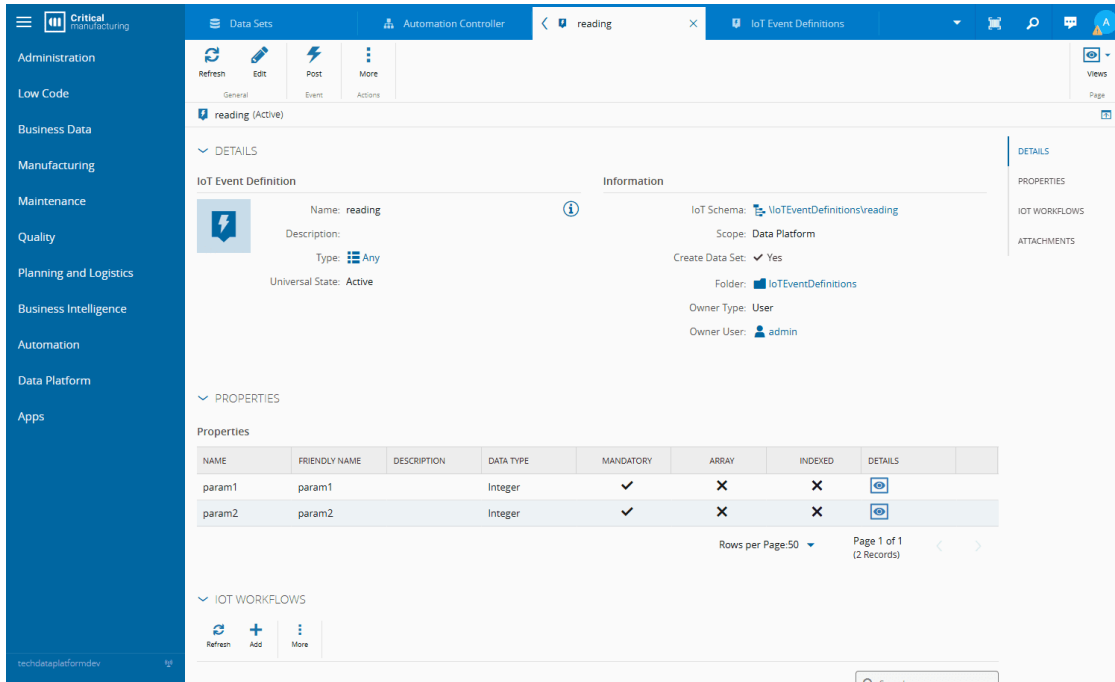 Critical manufacturing
Data Sets
Automation Controller
reading
IoT Event Definitions
A
Administration
Low Code
Business Data
Manufacturing
Maintenance
Quality
Planning and Logistics
Business Intelligence
Automation
Data Platform
Apps
techdataplatformdev
Refresh Edit Post More Views
General Event Actions Page
reading (Active)
DETAILS
IoT Event Definition
Name: reading
Description:
Type: Any
Universal State: Active
Information
IoT Schema: \IoTEventDefinitions\reading
Scope: Data Platform
Create Data Set: Yes
Folder: IoTEventDefinitions
Owner Type: User
Owner User: admin
DETAILS
PROPERTIES
IOT WORKFLOWS
ATTACHMENTS
PROPERTIES
Properties
NAME FRIENDLY NAME DESCRIPTION DATA TYPE MANDATORY ARRAY INDEXED DETAILS
param1 param1 Integer
param2 param2 Integer
Rows per Page:50
Page 1 of 1
(2 Records)
IOT WORKFLOWS
Refresh Add More